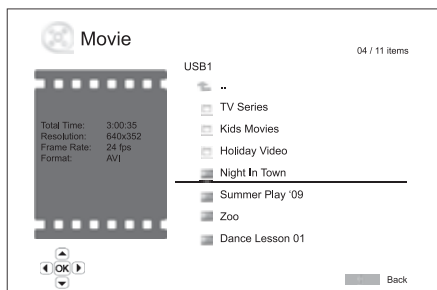 Movie
04 / 11 items
USB1
..
TV Series
Kids Movies
Holiday Video
Night In Town
Summer Play ‘09
Zoo
Dance Lesson 01
Total Time: 3:00:35
Resolution: 640x352
Frame Rate: 24 fps
Format: AVI
OK
Back